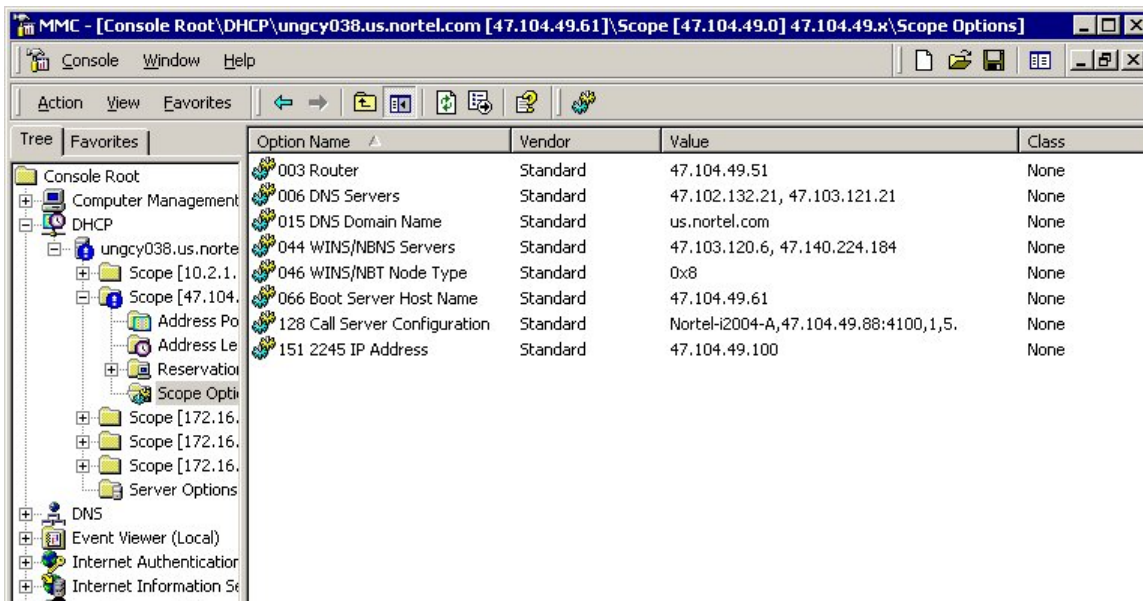 MMC - [Console Root\DHCP\ungcy038.us.nortel.com [47.104.49.61]\Scope [47.104.49.0] 47.104.49.x\Scope Options]
Console Window Help
Action View Favorites
Tree Favorites
Option Name Vendor Value Class
Console Root
Computer Management
DHCP
ungcy038.us.norte
Scope [10.2.1.
Scope [47.104.
Address Po
Address Le
Reservation
Scope Opti
Scope [172.16.
Scope [172.16.
Scope [172.16.
Server Options
DNS
Event Viewer (Local)
Internet Authentication
Internet Information Se
003 Router Standard 47.104.49.51 None
006 DNS Servers Standard 47.102.132.21, 47.103.121.21 None
015 DNS Domain Name Standard us.nortel.com None
044 WINS/NBNS Servers Standard 47.103.120.6, 47.140.224.184 None
046 WINS/NBT Node Type Standard 0x8 None
066 Boot Server Host Name Standard 47.104.49.61 None
128 Call Server Configuration Standard Nortel-i2004-A,47.104.49.88:4100,1,5. None
151 2245 IP Address Standard 47.104.49.100 None